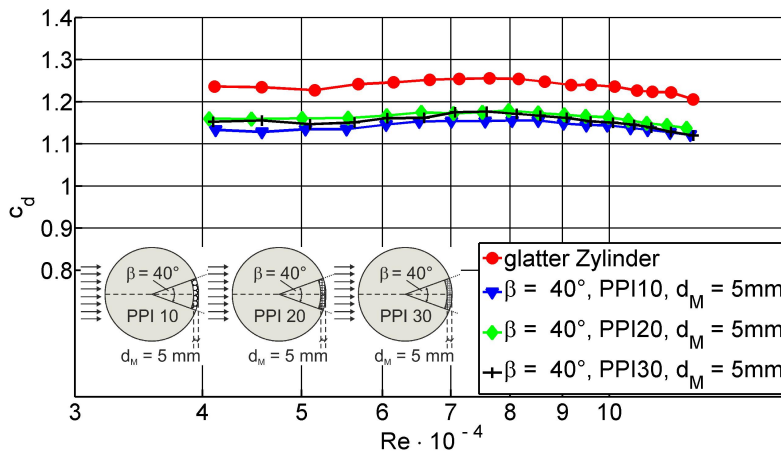 1.4
1.3
1.2
1.1
1
0.9
0.8
c_d
β = 40° β = 40° β = 40°
PPI 10 PPI 20 PPI 30
d_M = 5 mm d_M = 5 mm d_M = 5 mm
glatter Zylinder
β = 40°, PPI10, d_M = 5mm
β = 40°, PPI20, d_M = 5mm
β = 40°, PPI30, d_M = 5mm
3 4 5 6 7 8 9 10
Re · 10⁻⁴